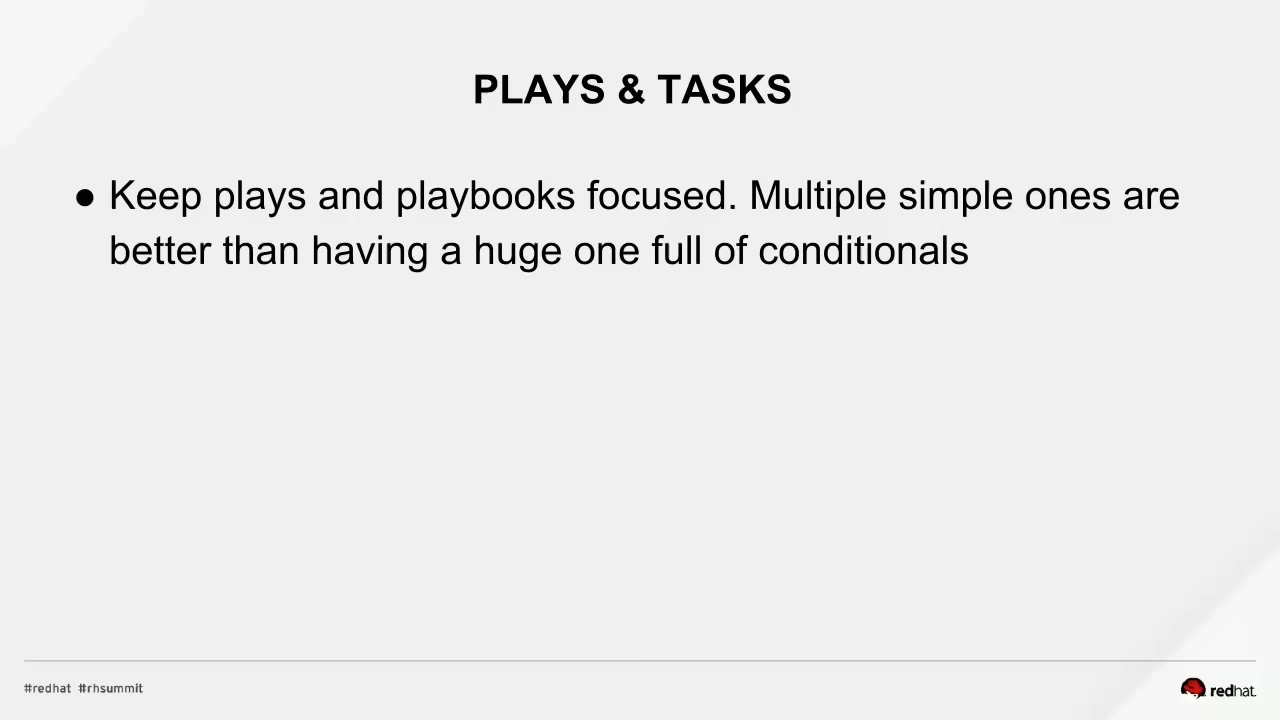 PLAYS & TASKS
● Keep plays and playbooks focused. Multiple simple ones are
better than having a huge one full of conditionals
#redhat #rhsummit
redhat.